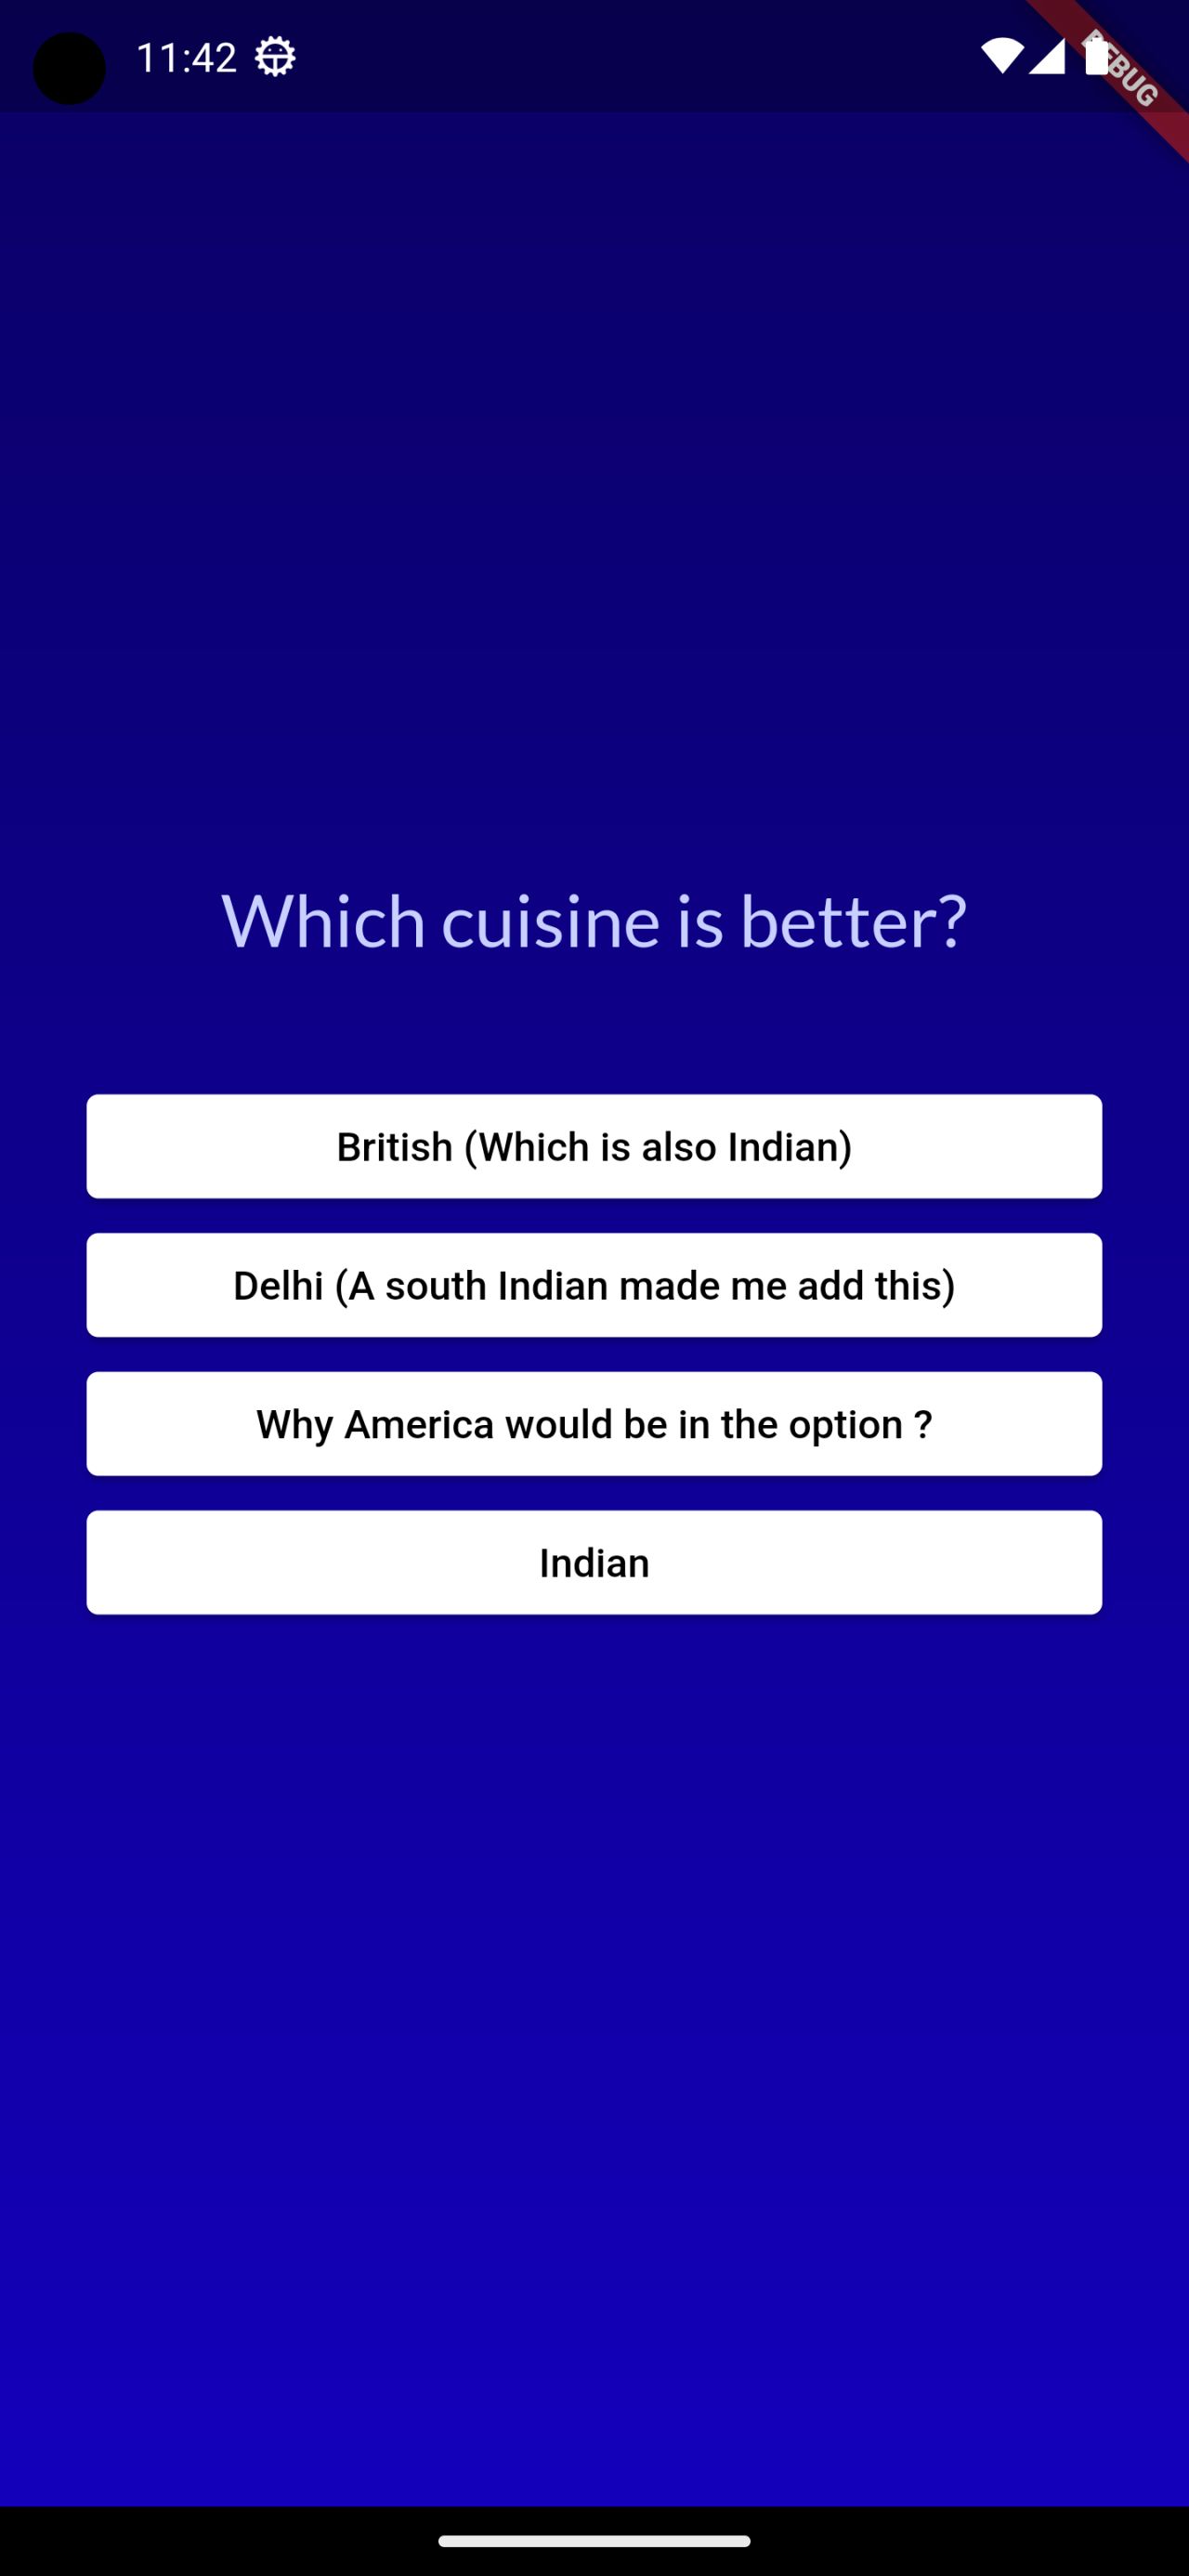 11:42
DEBUG
Which cuisine is better?
British (Which is also Indian)
Delhi (A south Indian made me add this)
Why America would be in the option ?
Indian